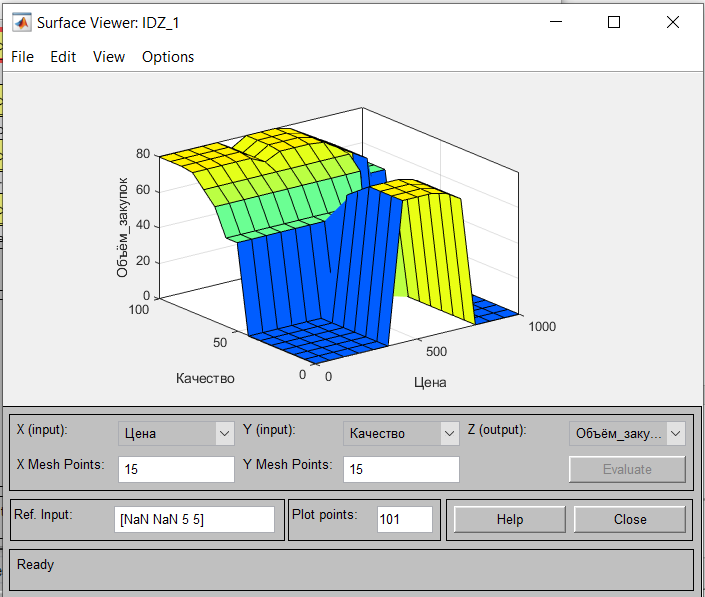 Surface Viewer: IDZ_1
File Edit View Options
80
60
40
20
0
100
50
0
0
500
1000
Объём_закупок
Качество
Цена
X (input): Цена Y (input): Качество Z (output): Объём_заку...
X Mesh Points: 15 Y Mesh Points: 15 Evaluate
Ref. Input: [NaN NaN 5 5] Plot points: 101 Help Close
Ready